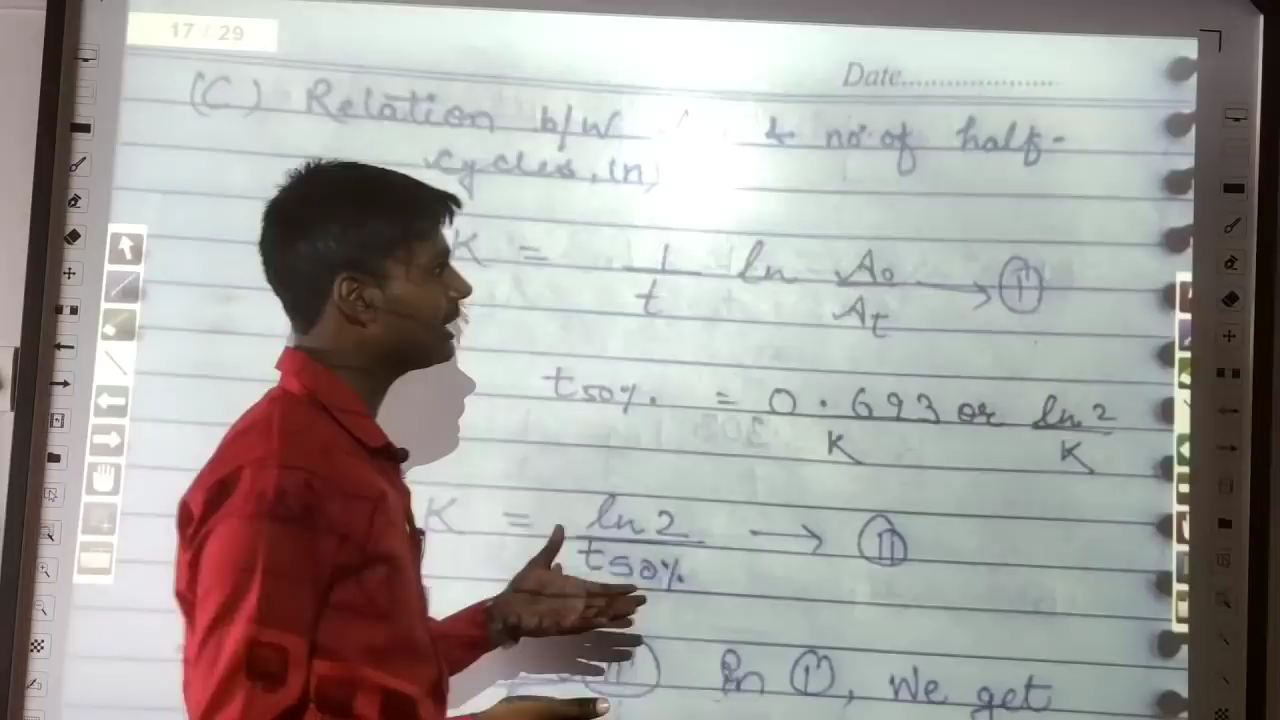 17 / 29
Date....................
(C) Relation b/w & no. of half-
cycles, (n)
K = 1/t ln A₀/Aₜ → (I)
t50%. = 0.693/K or ln 2/K
K = ln 2/t50%. → (II)
(II) in (I), We get